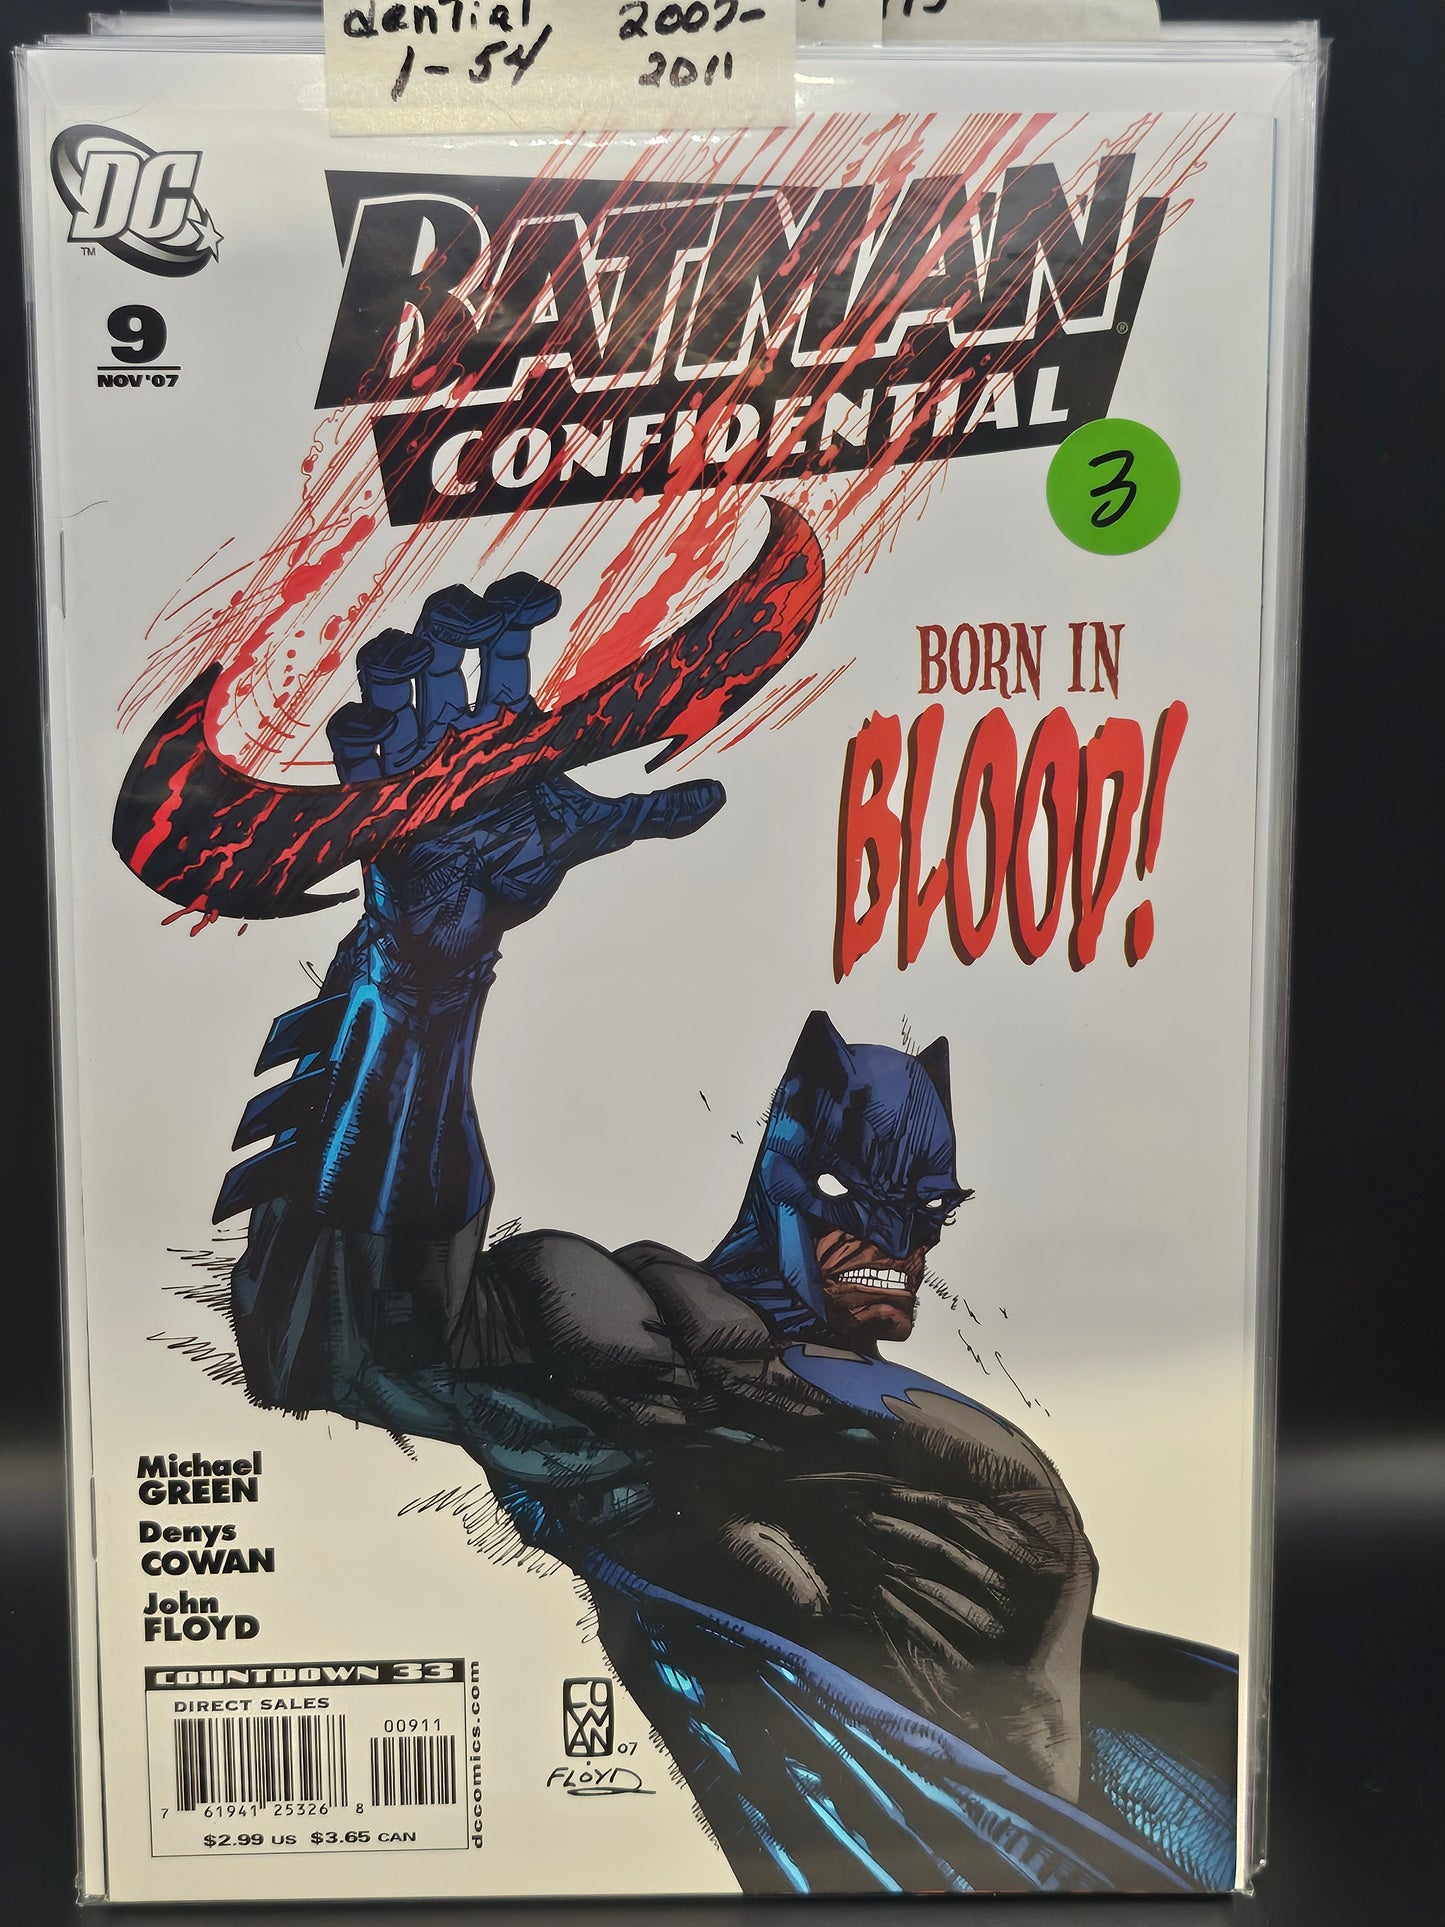 dential 2007-
1-54 2011
DC
TM
9
NOV '07
BATMAN
®
CONFIDENTIAL
3
BORN IN
BLOOD!
Michael
GREEN
Denys
COWAN
John
FLOYD
COUNTDOWN 33
DIRECT SALES
00911
7 61941 25326 8
$2.99 US $3.65 CAN
dccomics.com
COWAN
07
FLOYD